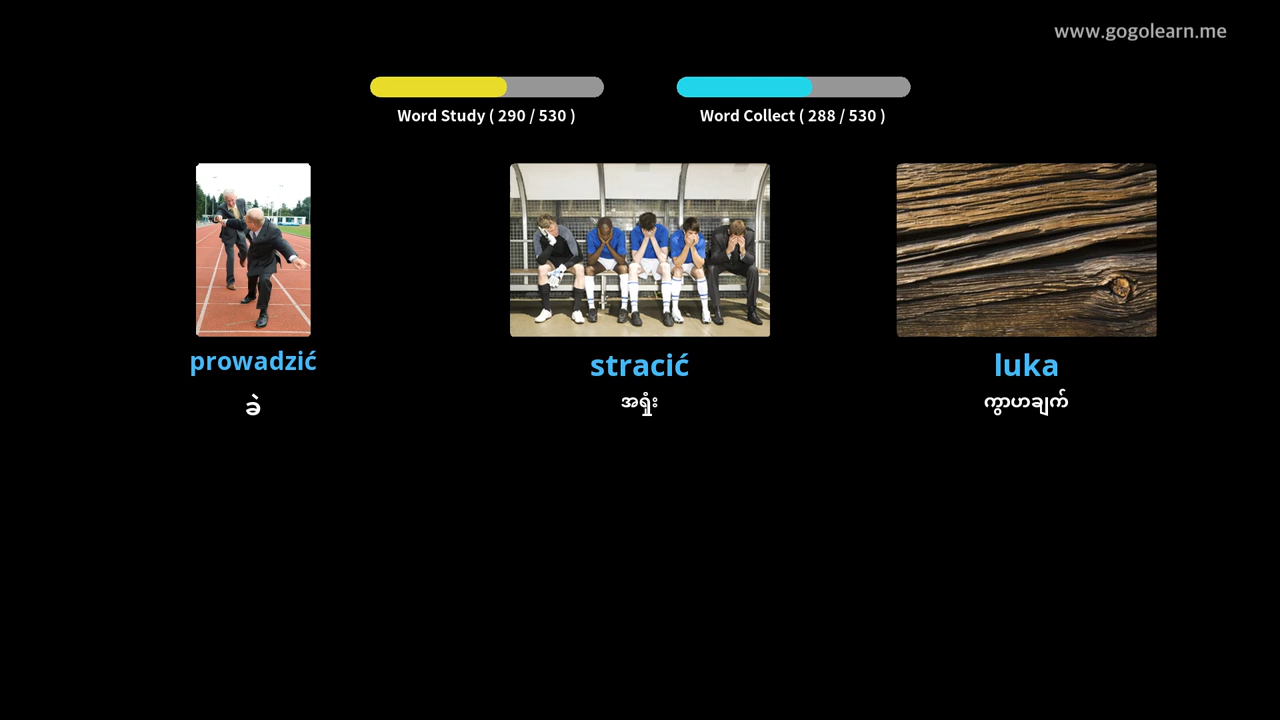 www.gogolearn.me
Word Study ( 290 / 530 )
Word Collect ( 288 / 530 )
prowadzić
stracić
luka
ခဲ
အရှုံး
ကွာဟချက်